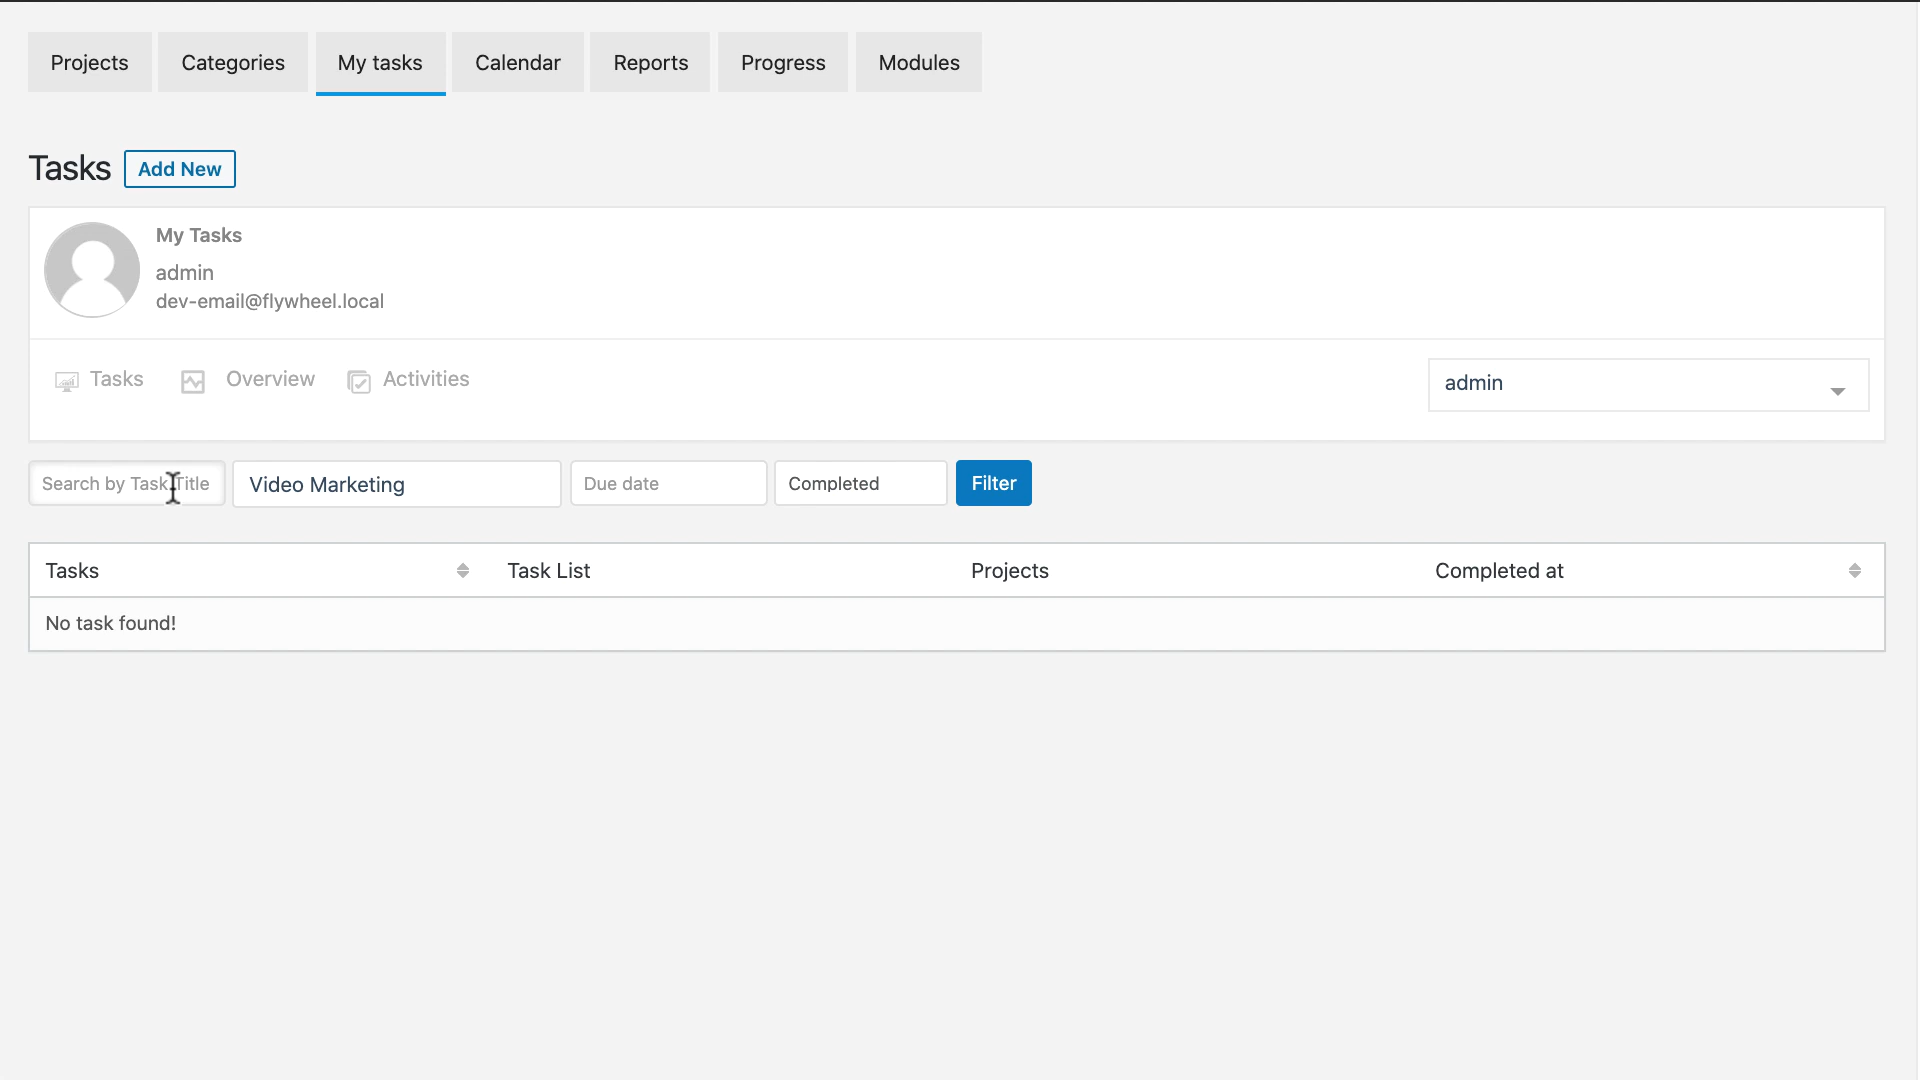 Projects Categories My tasks Calendar Reports Progress Modules
Tasks Add New
My Tasks
admin
dev-email@flywheel.local
Tasks Overview Activities admin
Search by Task Title Video Marketing Due date Completed Filter
Tasks Task List Projects Completed at
No task found!